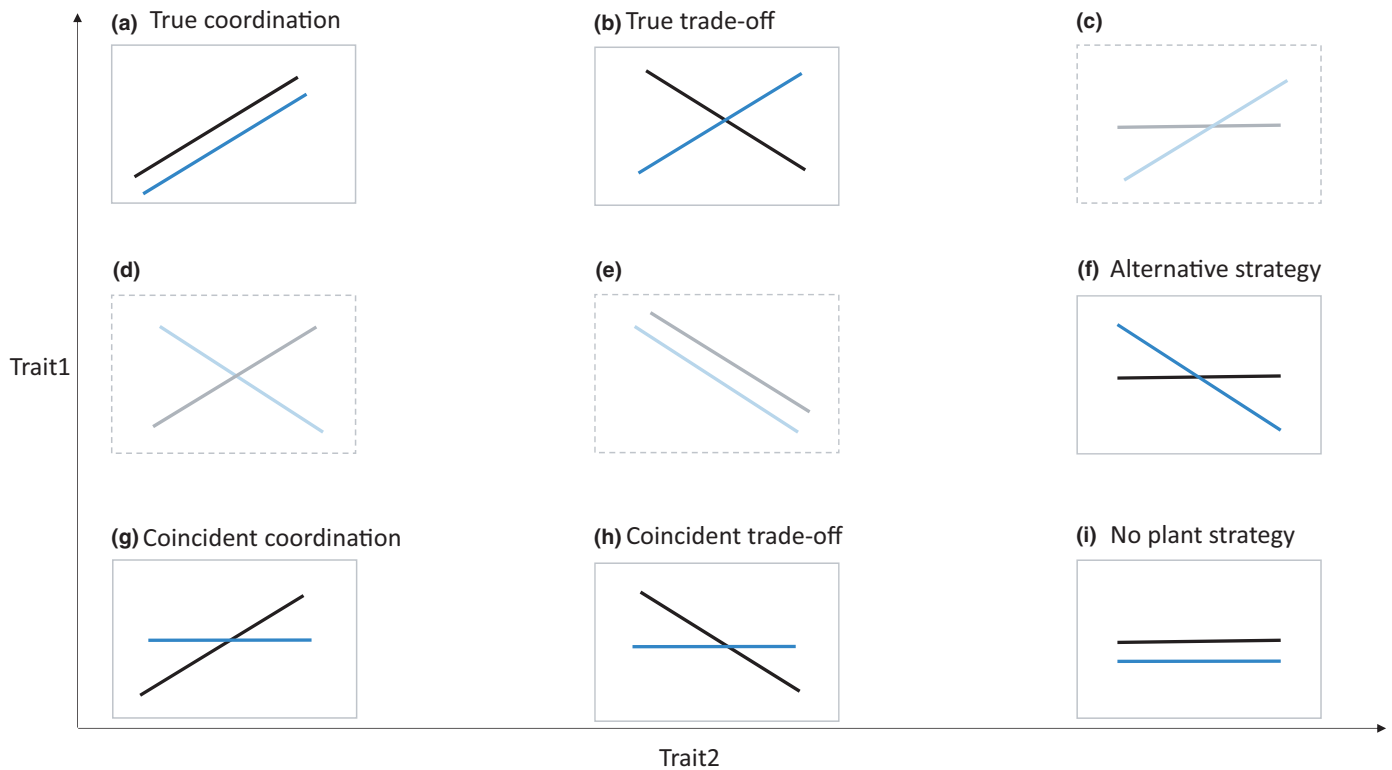 (a) True coordination
(b) True trade-off
(c)
(d)
(e)
(f) Alternative strategy
Trait1
(g) Coincident coordination
(h) Coincident trade-off
(i) No plant strategy
Trait2